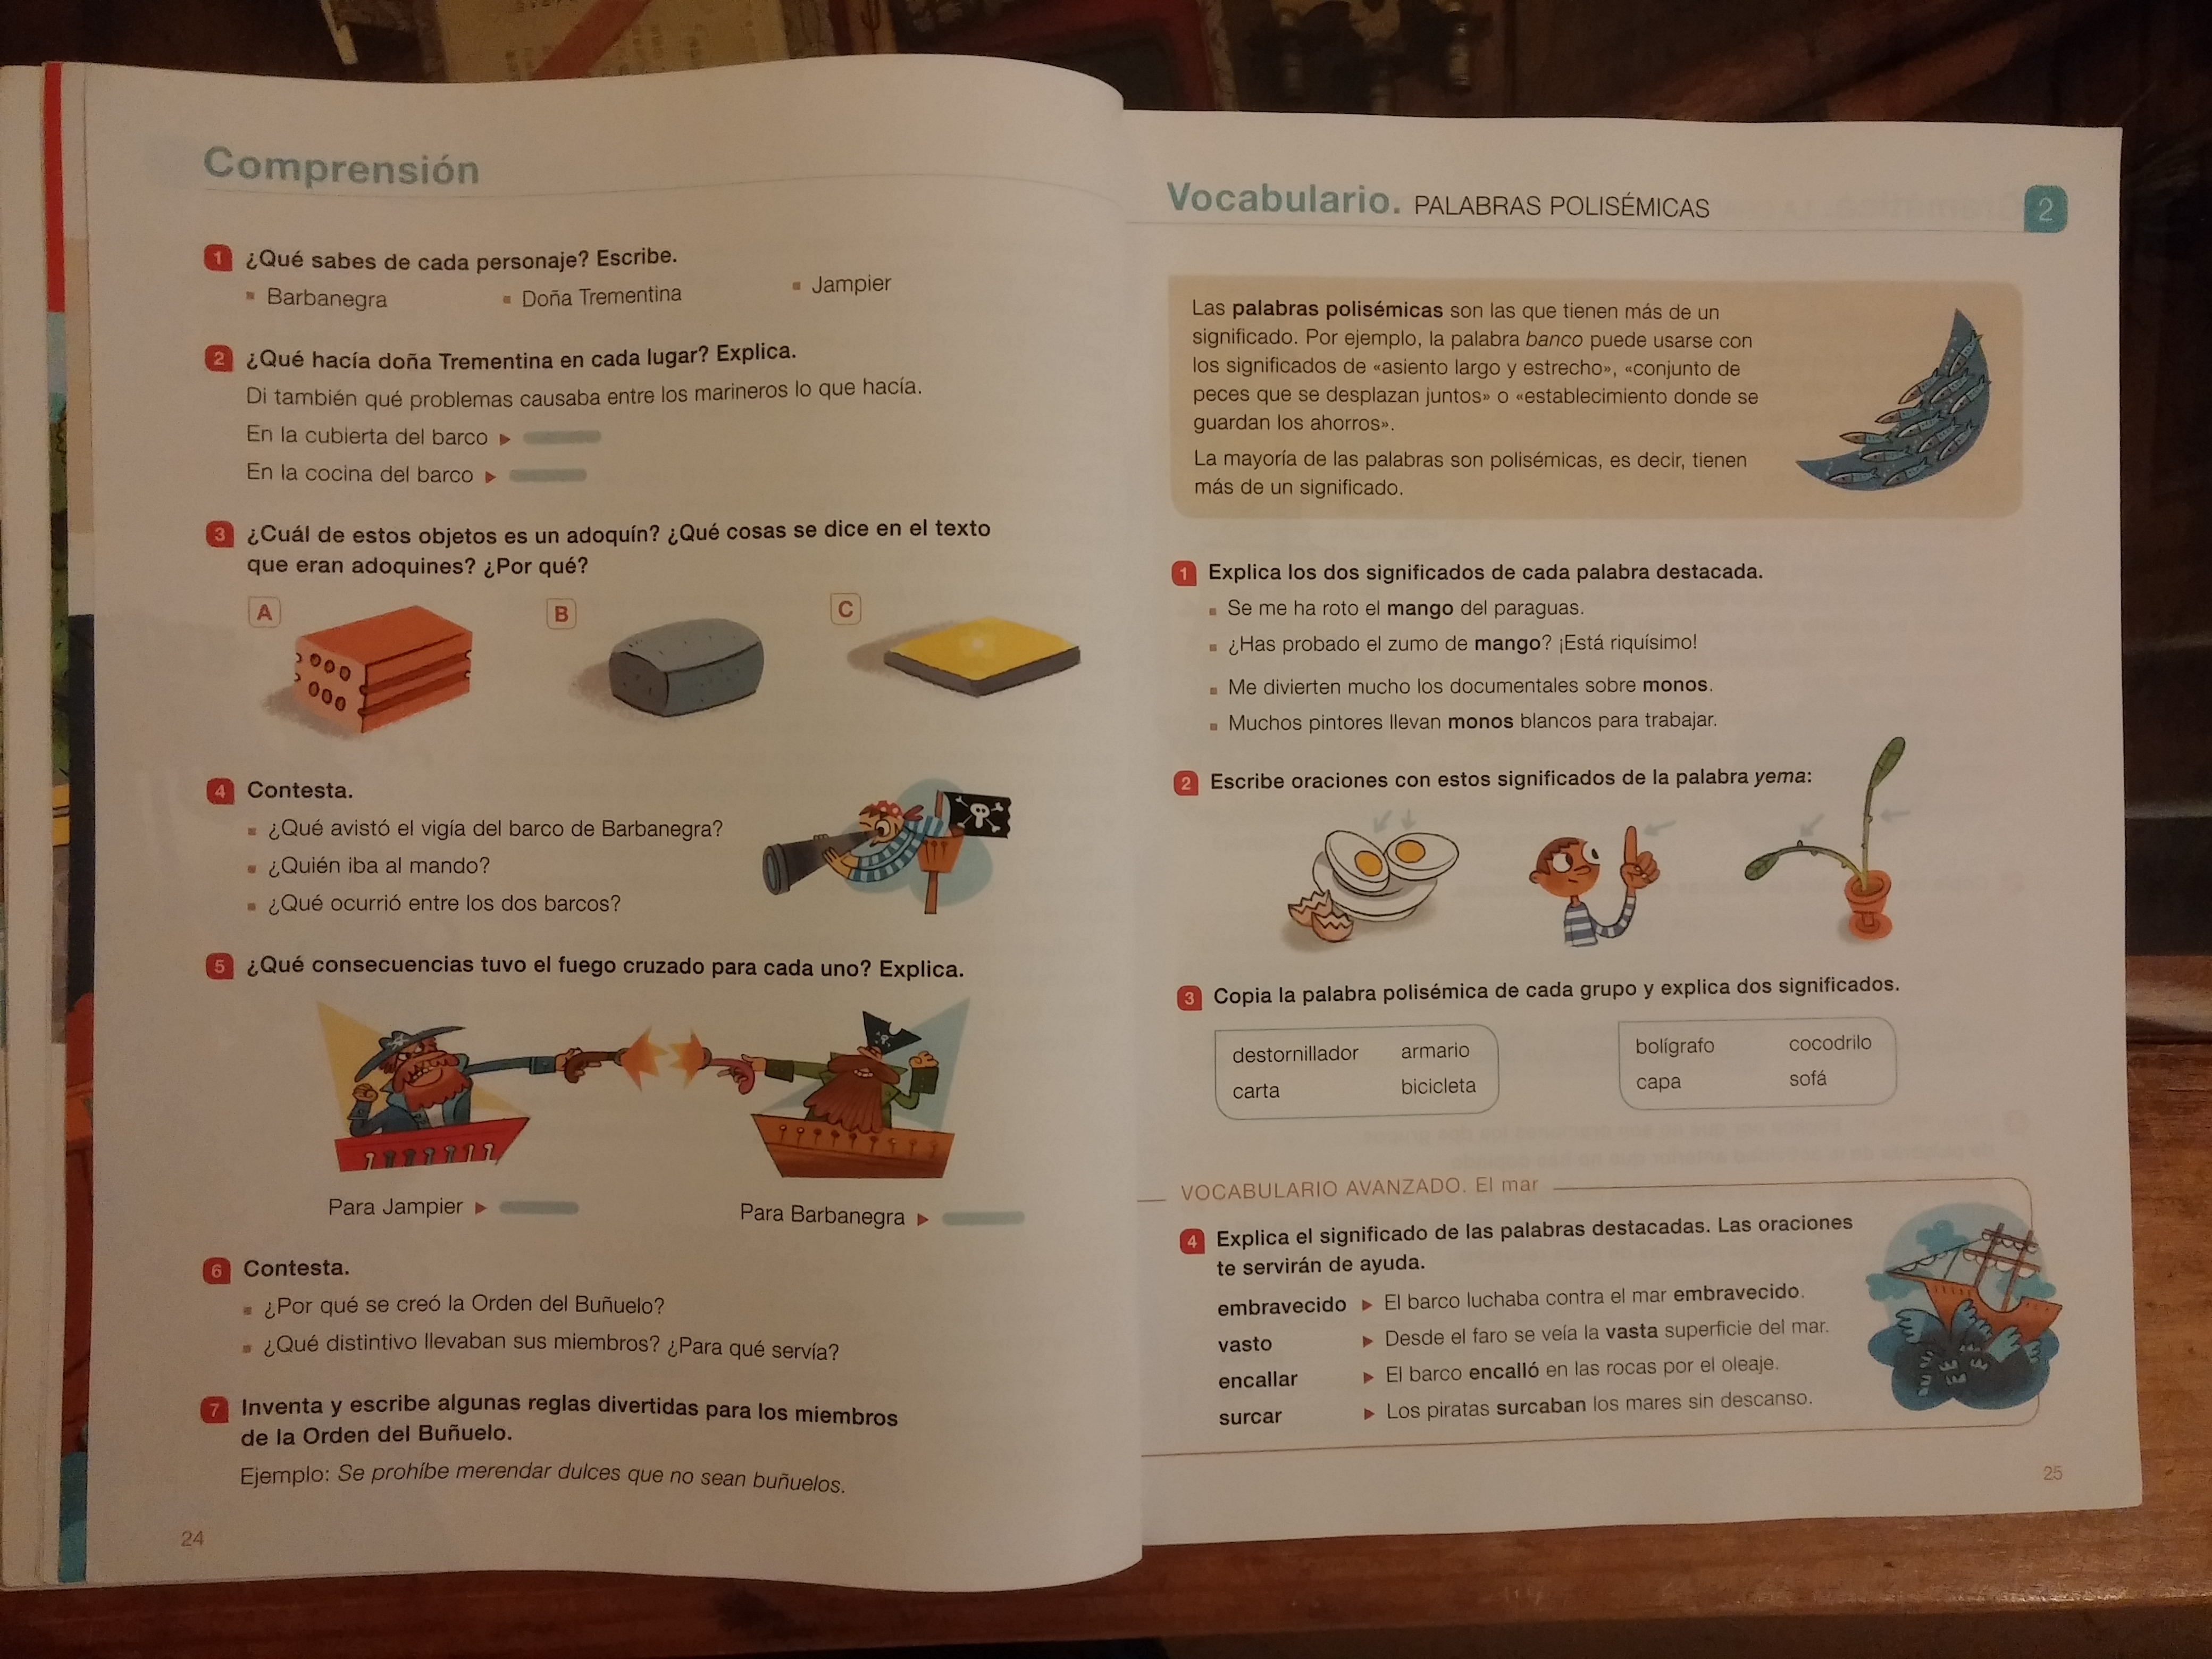 Comprensión
1 ¿Qué sabes de cada personaje? Escribe.
▪ Barbanegra ▪ Doña Trementina ▪ Jampier
2 ¿Qué hacía doña Trementina en cada lugar? Explica.
Di también qué problemas causaba entre los marineros lo que hacía.
En la cubierta del barco ▶
En la cocina del barco ▶
3 ¿Cuál de estos objetos es un adoquín? ¿Qué cosas se dice en el texto
que eran adoquines? ¿Por qué?
A B C
4 Contesta.
▪ ¿Qué avistó el vigía del barco de Barbanegra?
▪ ¿Quién iba al mando?
▪ ¿Qué ocurrió entre los dos barcos?
5 ¿Qué consecuencias tuvo el fuego cruzado para cada uno? Explica.
Para Jampier ▶ Para Barbanegra ▶
6 Contesta.
▪ ¿Por qué se creó la Orden del Buñuelo?
▪ ¿Qué distintivo llevaban sus miembros? ¿Para qué servía?
7 Inventa y escribe algunas reglas divertidas para los miembros
de la Orden del Buñuelo.
Ejemplo: Se prohíbe merendar dulces que no sean buñuelos.
24
Vocabulario. PALABRAS POLISÉMICAS 2
Las palabras polisémicas son las que tienen más de un
significado. Por ejemplo, la palabra banco puede usarse con
los significados de «asiento largo y estrecho», «conjunto de
peces que se desplazan juntos» o «establecimiento donde se
guardan los ahorros».
La mayoría de las palabras son polisémicas, es decir, tienen
más de un significado.
1 Explica los dos significados de cada palabra destacada.
▪ Se me ha roto el mango del paraguas.
▪ ¿Has probado el zumo de mango? ¡Está riquísimo!
▪ Me divierten mucho los documentales sobre monos.
▪ Muchos pintores llevan monos blancos para trabajar.
2 Escribe oraciones con estos significados de la palabra yema:
3 Copia la palabra polisémica de cada grupo y explica dos significados.
destornillador armario bolígrafo cocodrilo
carta bicicleta capa sofá
VOCABULARIO AVANZADO. El mar
4 Explica el significado de las palabras destacadas. Las oraciones
te servirán de ayuda.
embravecido ▶ El barco luchaba contra el mar embravecido.
vasto ▶ Desde el faro se veía la vasta superficie del mar.
encallar ▶ El barco encalló en las rocas por el oleaje.
surcar ▶ Los piratas surcaban los mares sin descanso.
25